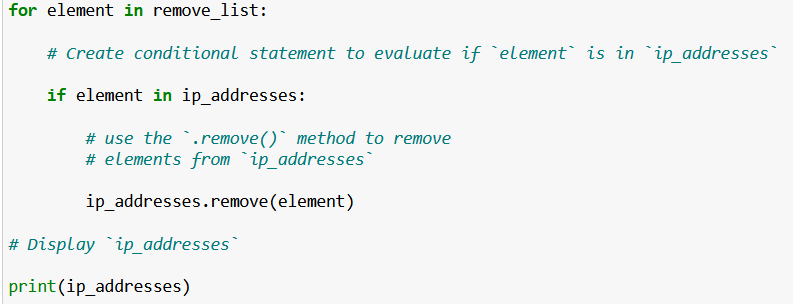 for element in remove_list:
# Create conditional statement to evaluate if `element` is in `ip_addresses`
if element in ip_addresses:
# use the `.remove()` method to remove
# elements from `ip_addresses`
ip_addresses.remove(element)
# Display `ip_addresses`
print(ip_addresses)